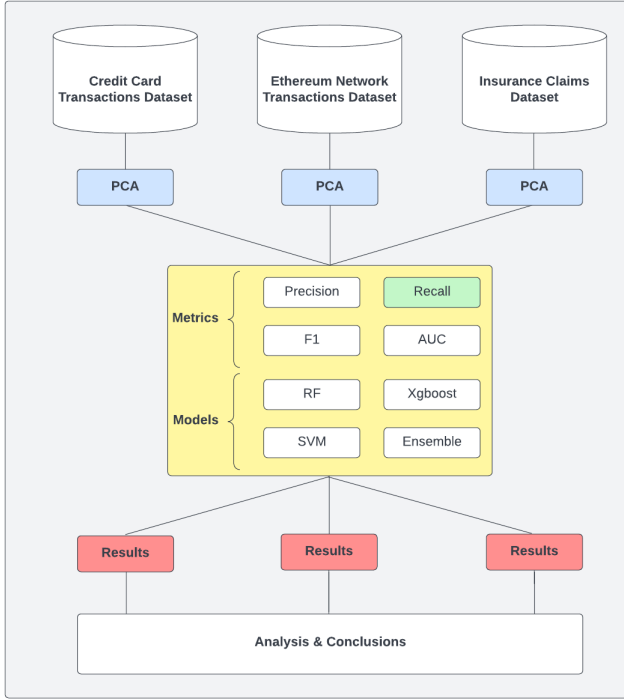 Credit Card
Transactions Dataset
Ethereum Network
Transactions Dataset
Insurance Claims
Dataset
PCA
PCA
PCA
Metrics
Precision
Recall
F1
AUC
Models
RF
Xgboost
SVM
Ensemble
Results
Results
Results
Analysis & Conclusions